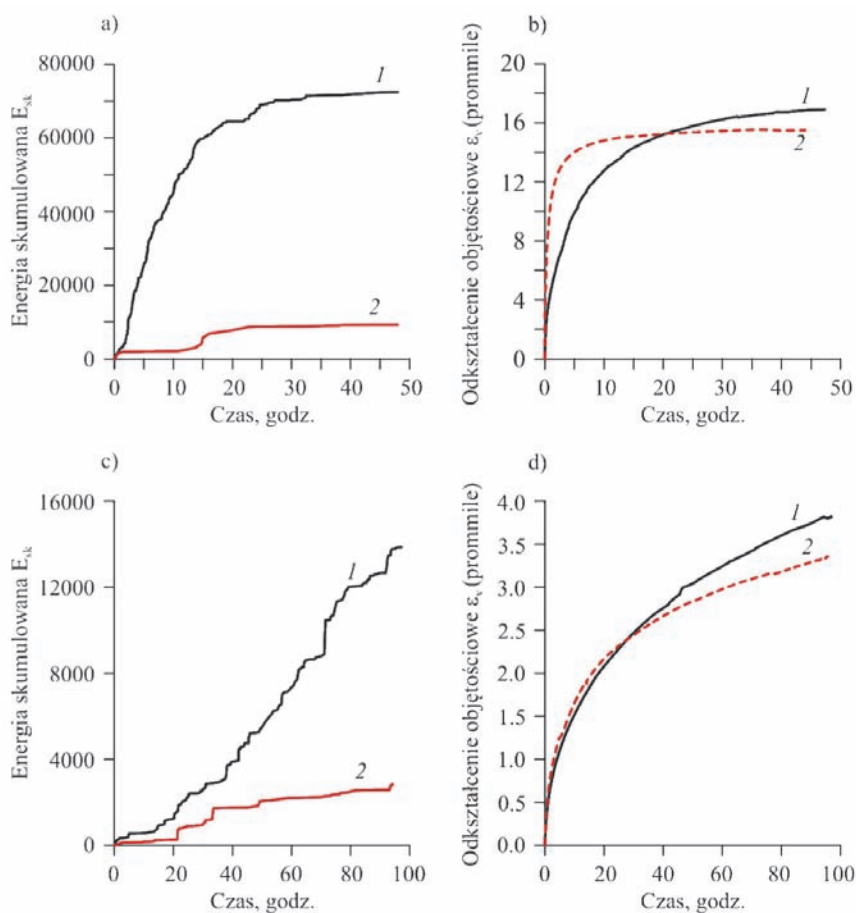 a)
Energia skumulowana E_sk
80000
60000
40000
20000
0
1
2
0 10 20 30 40 50
Czas, godz.
b)
Odkształcenie objętościowe ε_v (prommile)
20
16
12
8
4
0
1
2
0 10 20 30 40 50
Czas, godz.
c)
Energia skumulowana E_sk
16000
12000
8000
4000
0
1
2
0 20 40 60 80 100
Czas, godz.
d)
Odkształcenie objętościowe ε_v (prommile)
4.0
3.5
3.0
2.5
2.0
1.5
1.0
0.5
0.0
1
2
0 20 40 60 80 100
Czas, godz.